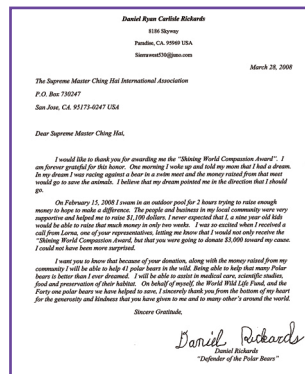 Daniel Ryan Carlisle Rickards
8186 Skyway
Paradise, CA. 95969 USA
Sierrawest530@juno.com
March 28, 2008
The Supreme Master Ching Hai International Association
P.O. Box 730247
San Jose, CA. 95173-0247 USA
Dear Supreme Master Ching Hai,
I would like to thank you for awarding me the "Shining World Compassion Award". I
am forever grateful for this honor. One morning I woke up and told my mom that I had a dream.
In my dream I was racing against a bear in a swim meet and the money raised from that meet
would go to save the animals. I believe that my dream pointed me in the direction that I should
go.
On February 15, 2008 I swam in an outdoor pool for 2 hours trying to raise enough
money to hope to make a difference. The people and business in my local community were very
supportive and helped me to raise $1,100 dollars. I never expected that I, a nine year old kids
would be able to raise that much money in only two weeks. I was so excited when I received a
call from Lorna, one of your representatives, letting me know that I would not only receive the
"Shining World Compassion Award, but that you were going to donate $3,000 toward my cause.
I could not have been more surprised.
I want you to know that because of your donation, along with the money raised from my
community I will be able to help 41 polar bears in the wild. Being able to help that many Polar
bears is better than I ever dreamed. I will be able to assist in medical care, scientific studies,
food and preservation of their habitat. On behalf of myself, the World Wild Life Fund, and the
Forty one polar bears we have helped to save, I sincerely thank you from the bottom of my heart
for the generosity and kindness that you have given to me and to many other's around the world.
Sincere Gratitude,
Daniel Rickards
Daniel Rickards
"Defender of the Polar Bears"